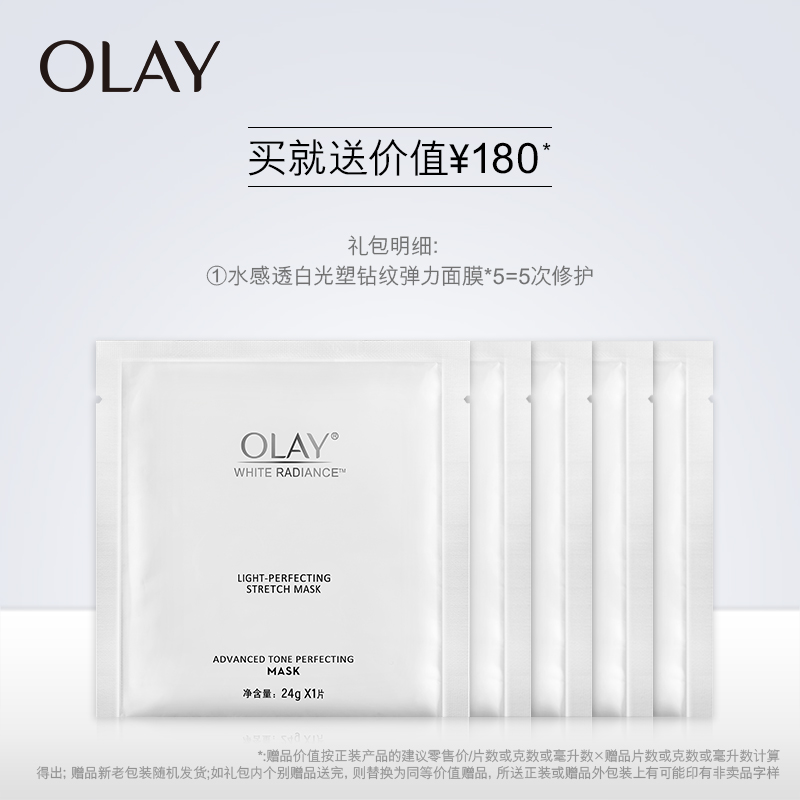 OLAY
买就送价值¥180*
礼包明细:
①水感透白光塑钻纹弹力面膜*5=5次修护
OLAY®
WHITE RADIANCE™
LIGHT-PERFECTING
STRETCH MASK
ADVANCED TONE PERFECTING
MASK
净含量: 24g X1片
*:赠品价值按正装产品的建议零售价/片数或克数或毫升数×赠品片数或克数或毫升数计算
得出; 赠品新老包装随机发货;如礼包内个别赠品送完, 则替换为同等价值赠品, 所送正装或赠品外包装上有可能印有非卖品字样